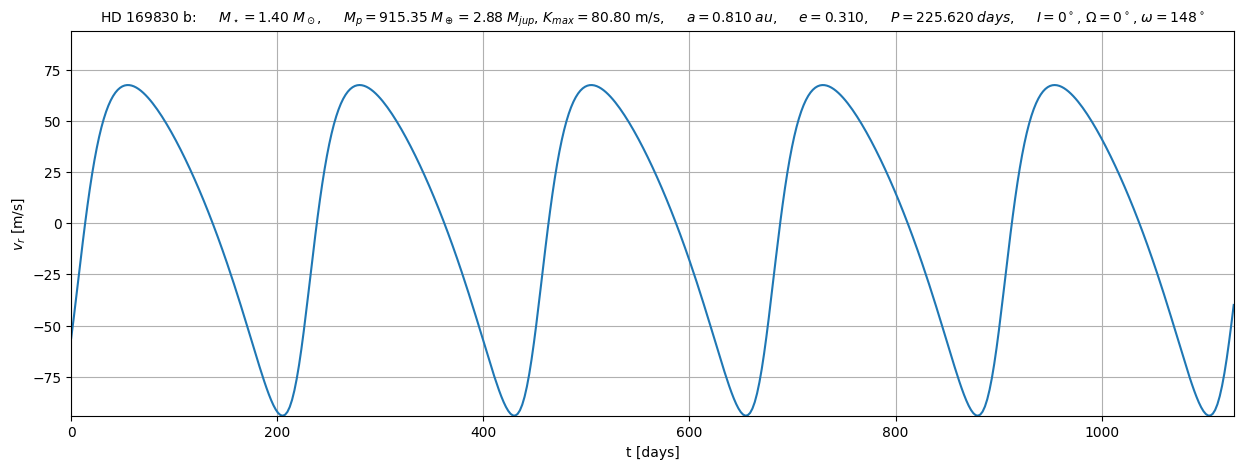 HD 169830 b: M⋆ = 1.40 M⊙, Mp = 915.35 M⊕ = 2.88 Mjup, Kmax = 80.80 m/s, a = 0.810 au, e = 0.310, P = 225.620 days, I = 0°, Ω = 0°, ω = 148°
75
50
25
0
−25
−50
−75
vr [m/s]
0 200 400 600 800 1000
t [days]